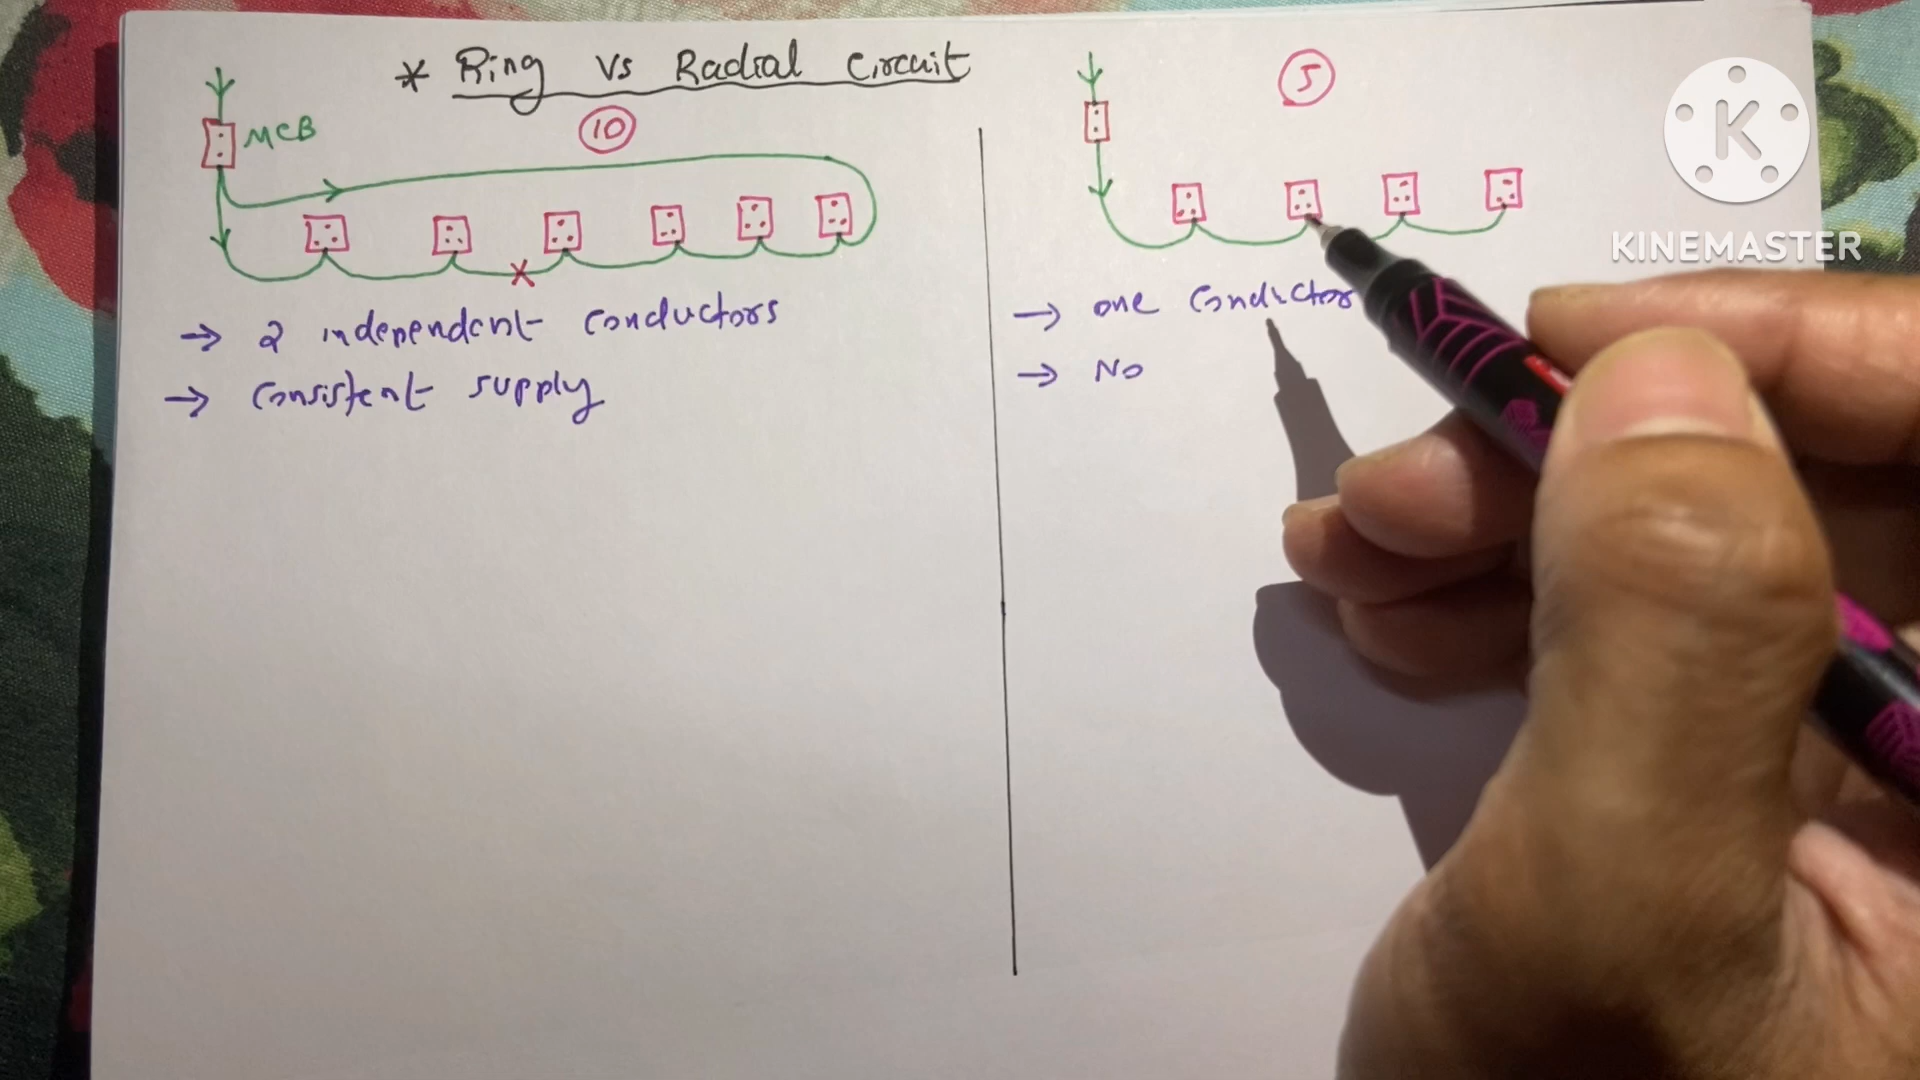 * Ring vs Radial Circuit
MCB
10
→ 2 independent conductors
→ Consistent supply
5
→ one Conductor
→ No
K
KINEMASTER